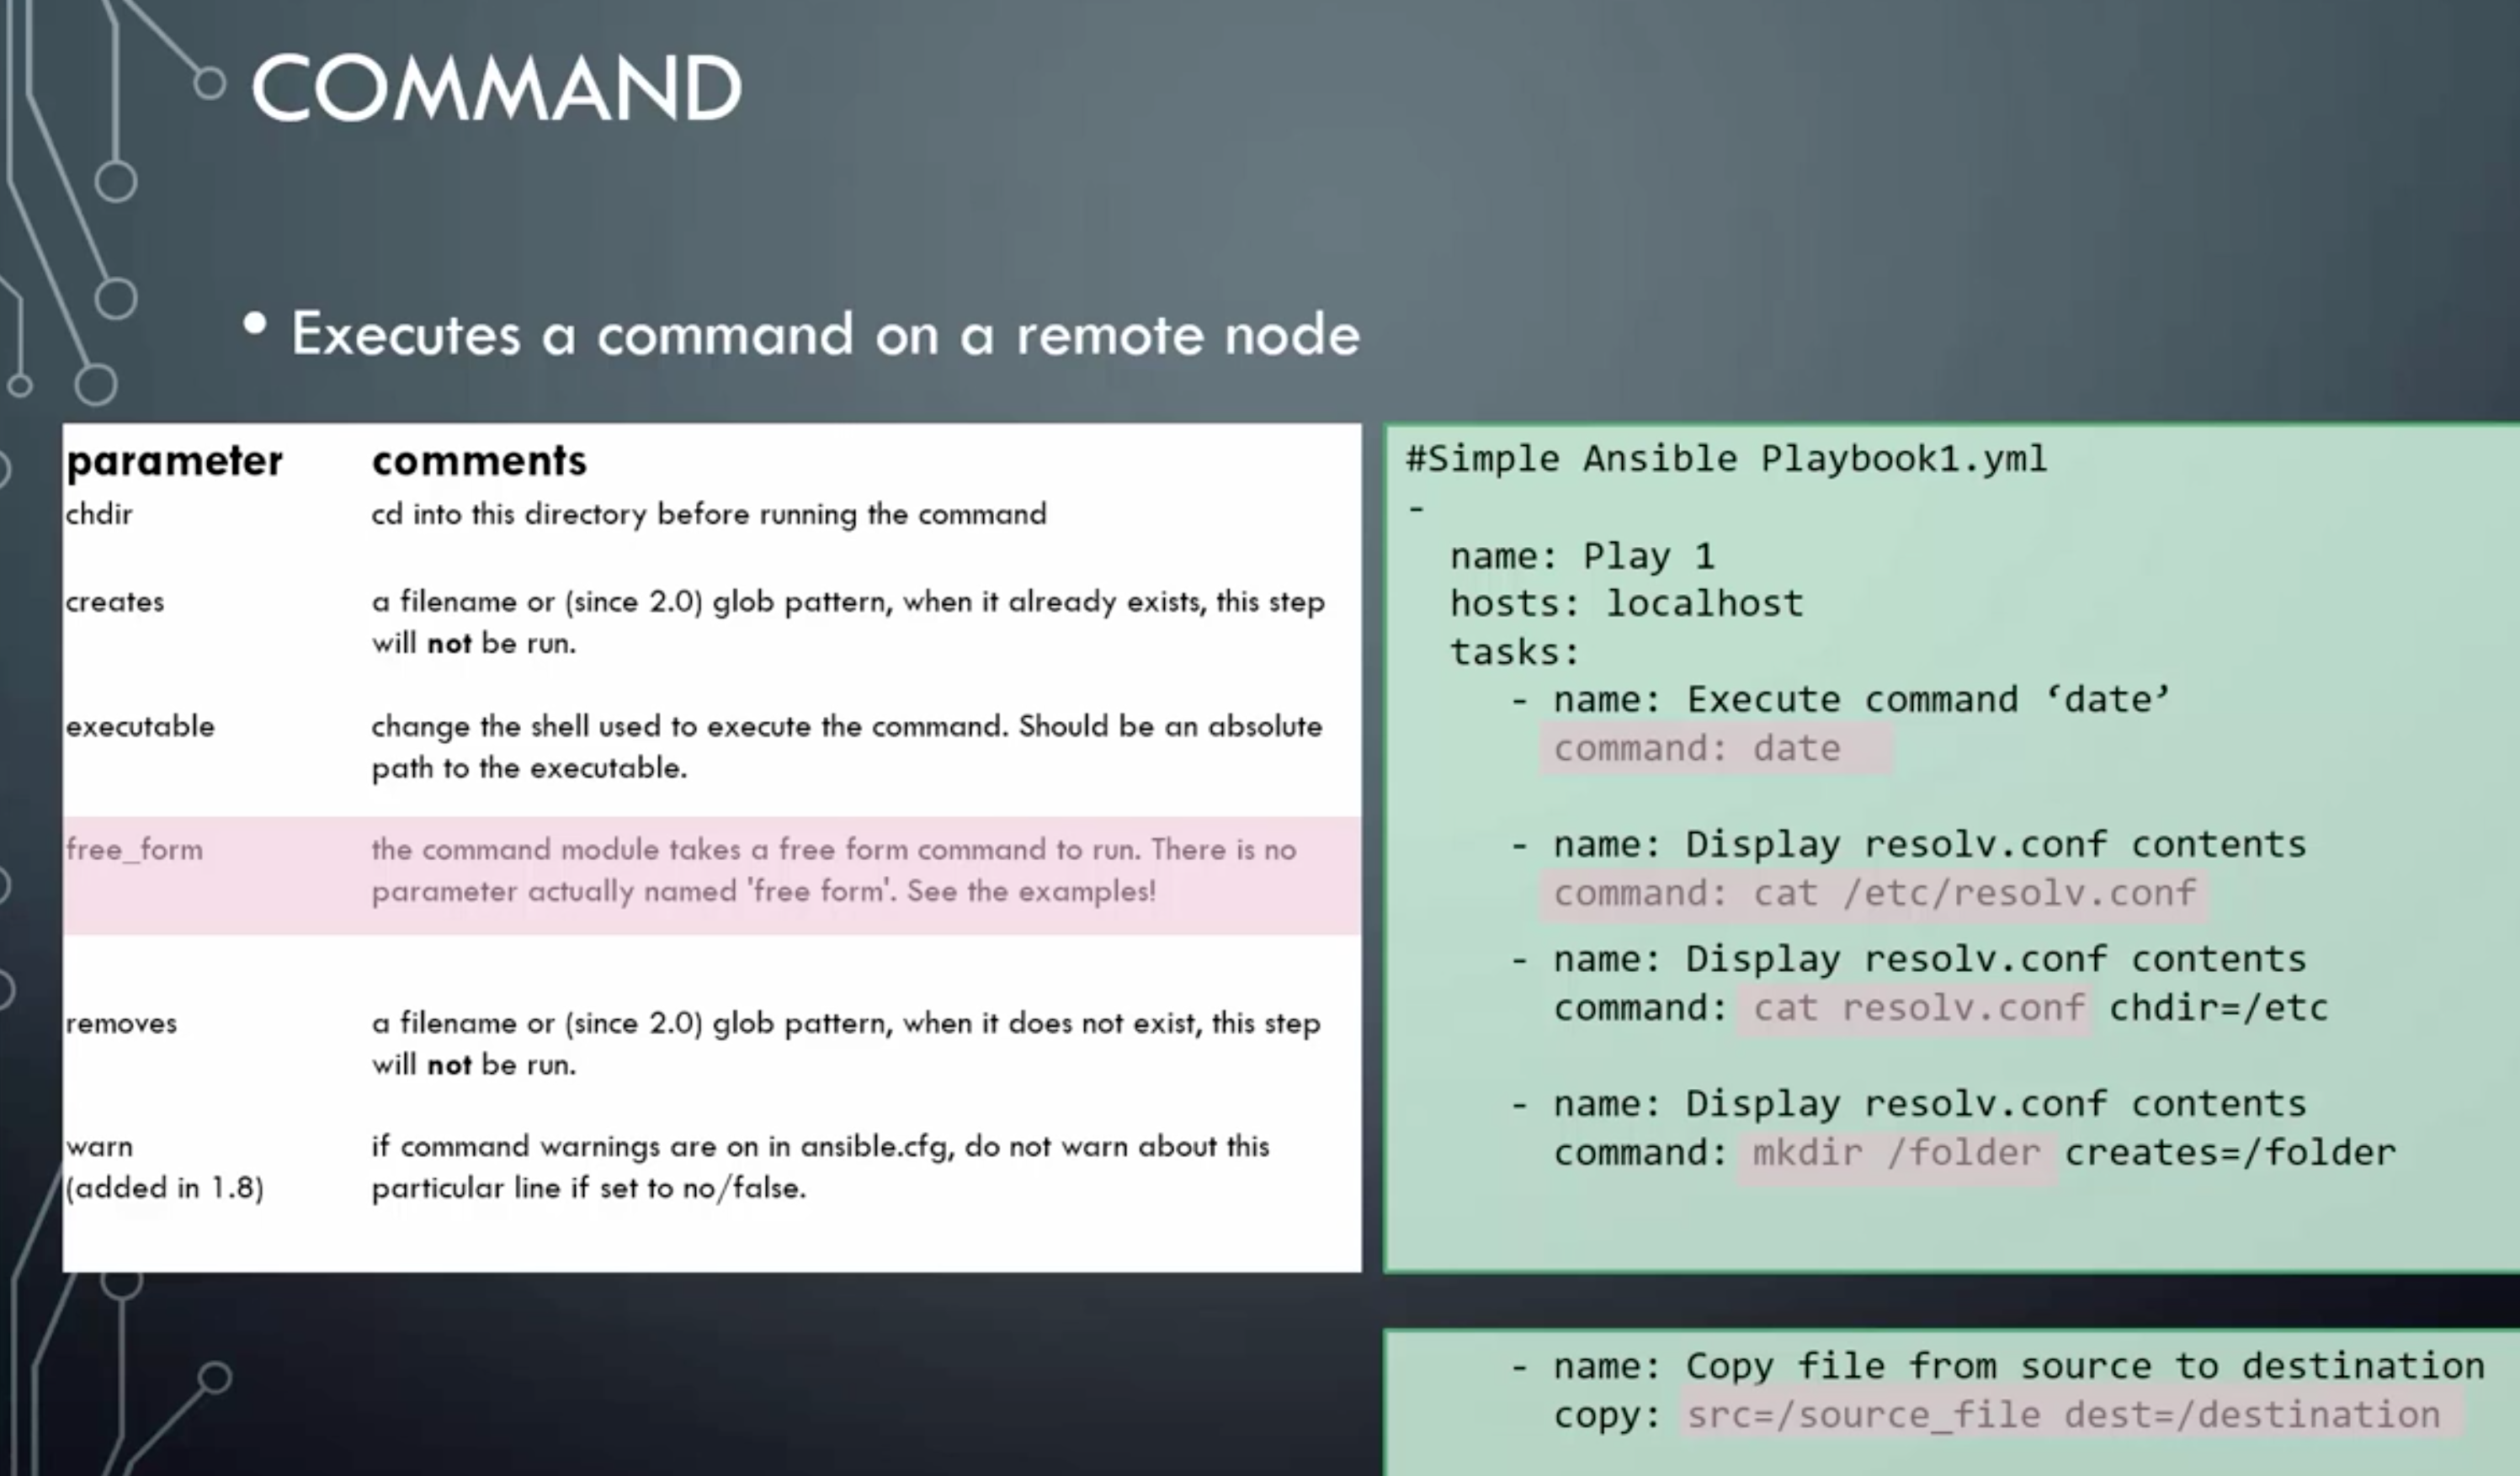 COMMAND
• Executes a command on a remote node
parameter comments
chdir cd into this directory before running the command
creates a filename or (since 2.0) glob pattern, when it already exists, this step
will not be run.
executable change the shell used to execute the command. Should be an absolute
path to the executable.
free_form the command module takes a free form command to run. There is no
parameter actually named 'free form'. See the examples!
removes a filename or (since 2.0) glob pattern, when it does not exist, this step
will not be run.
warn if command warnings are on in ansible.cfg, do not warn about this
(added in 1.8) particular line if set to no/false.
#Simple Ansible Playbook1.yml
-
name: Play 1
hosts: localhost
tasks:
- name: Execute command ‘date’
command: date
- name: Display resolv.conf contents
command: cat /etc/resolv.conf
- name: Display resolv.conf contents
command: cat resolv.conf chdir=/etc
- name: Display resolv.conf contents
command: mkdir /folder creates=/folder
- name: Copy file from source to destination
copy: src=/source_file dest=/destination